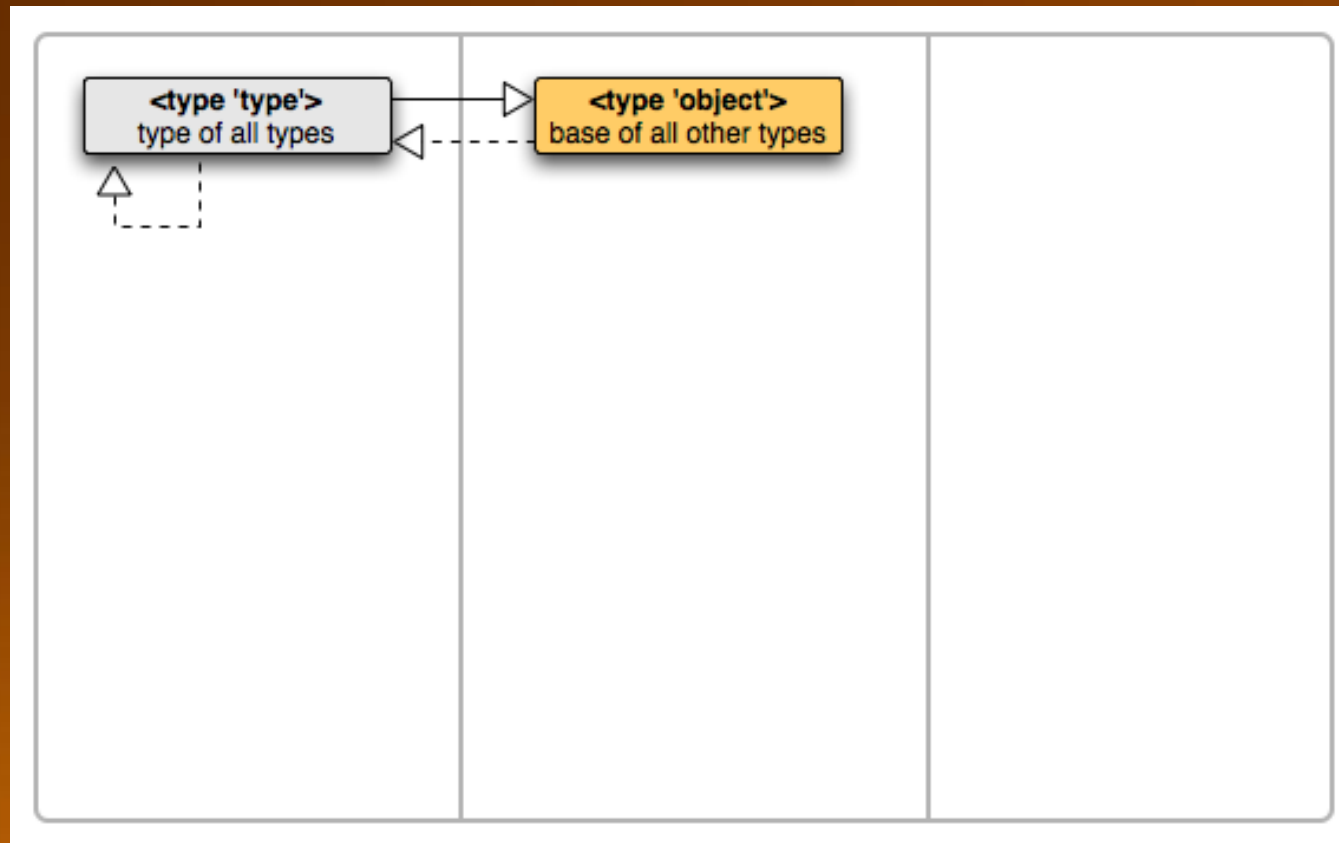 <type 'type'>
type of all types
<type 'object'>
base of all other types